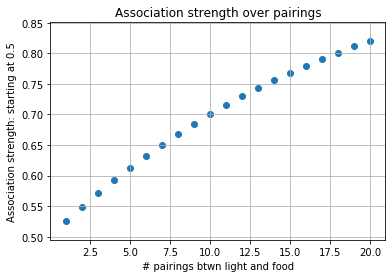 Association strength over pairings
Association strength: starting at 0.5
0.85
0.80
0.75
0.70
0.65
0.60
0.55
0.50
2.5 5.0 7.5 10.0 12.5 15.0 17.5 20.0
# pairings btwn light and food